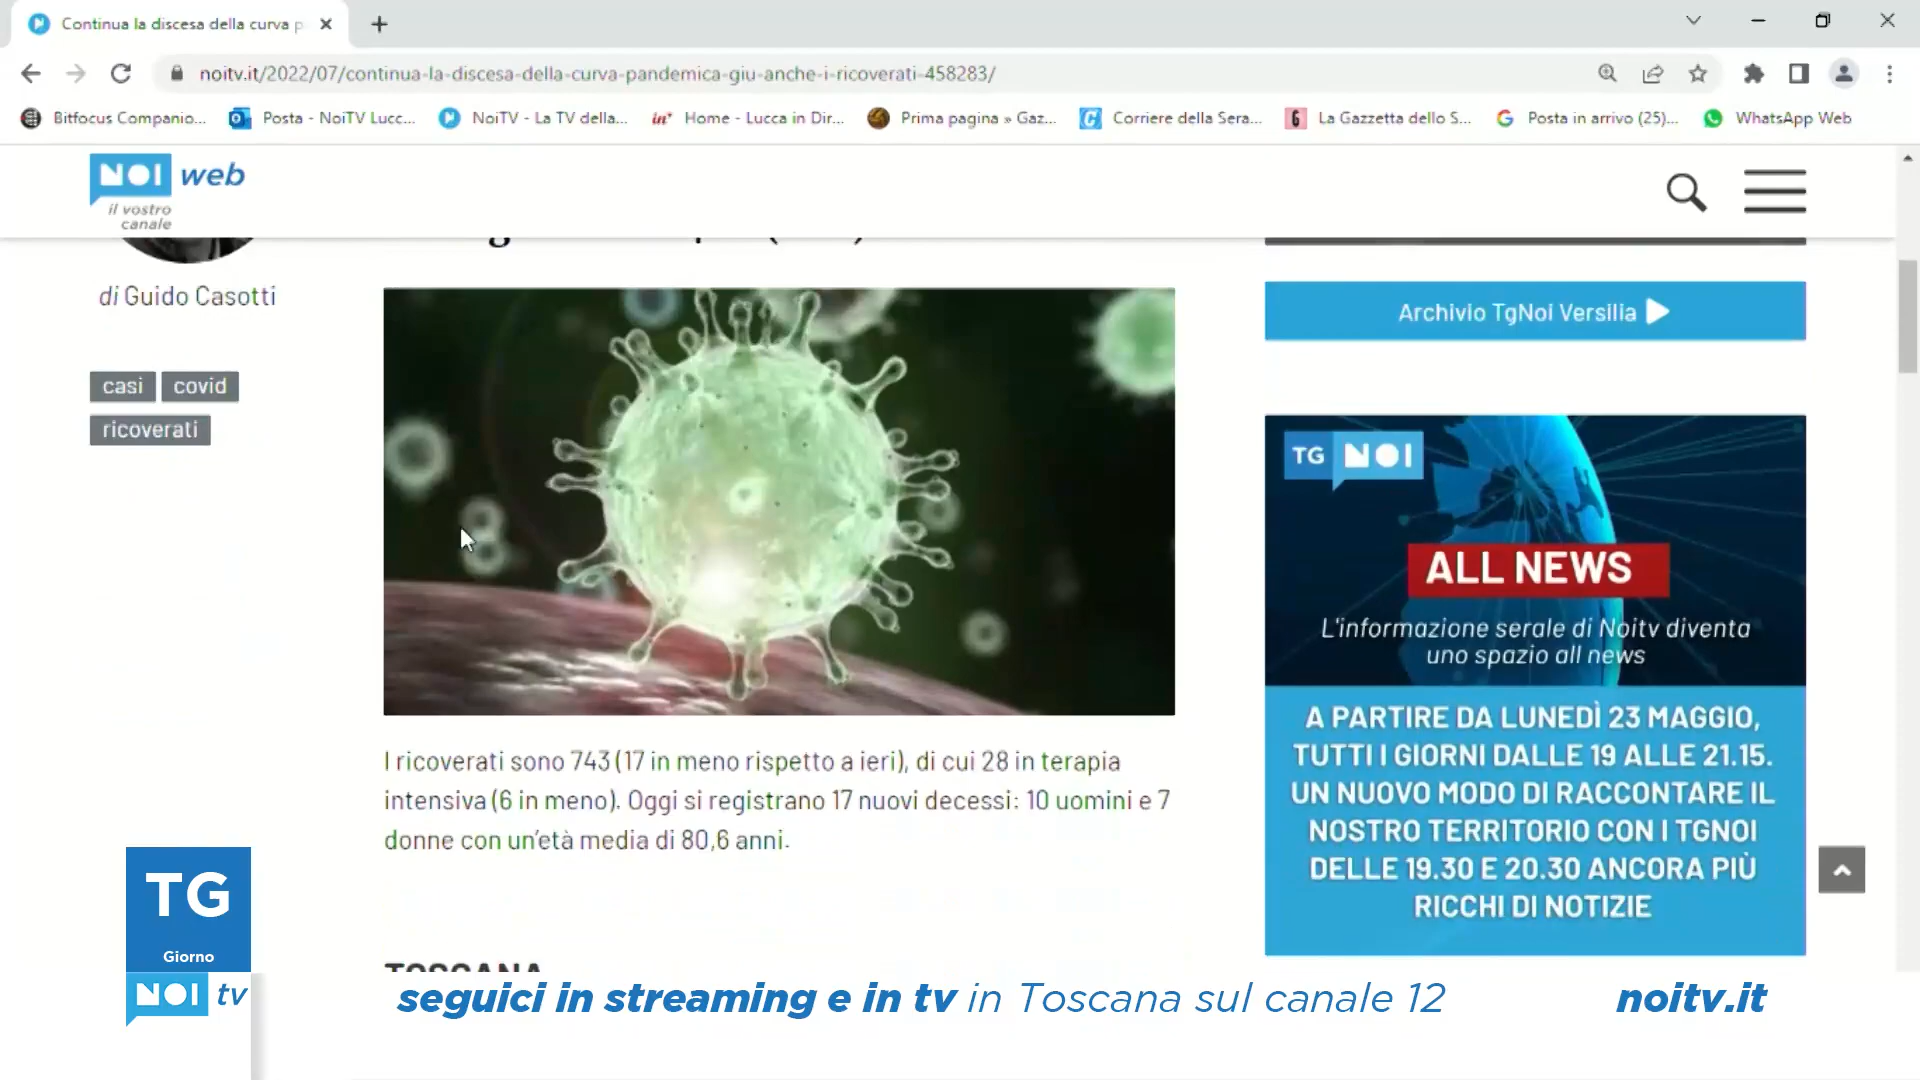 Continua la discesa della curva p
noitv.it/2022/07/continua-la-discesa-della-curva-pandemica-giu-anche-i-ricoverati-458283/
Bitfocus Companio... Posta - NoiTV Lucc... NoiTV - La TV della... Home - Lucca in Dir... Prima pagina » Gaz... Corriere della Sera... La Gazzetta dello S... Posta in arrivo (25)... WhatsApp Web
NOI web
il vostro
canale
di Guido Casotti
casi covid
ricoverati
I ricoverati sono 743 (17 in meno rispetto a ieri), di cui 28 in terapia
intensiva (6 in meno). Oggi si registrano 17 nuovi decessi: 10 uomini e 7
donne con un'età media di 80,6 anni.
TOSCANA
Archivio TgNoi Versilia
TG NOI
ALL NEWS
L'informazione serale di Noitv diventa
uno spazio all news
A PARTIRE DA LUNEDÌ 23 MAGGIO,
TUTTI I GIORNI DALLE 19 ALLE 21.15.
UN NUOVO MODO DI RACCONTARE IL
NOSTRO TERRITORIO CON I TGNOI
DELLE 19.30 E 20.30 ANCORA PIÙ
RICCHI DI NOTIZIE
TG
Giorno
NOI tv
seguici in streaming e in tv in Toscana sul canale 12
noitv.it